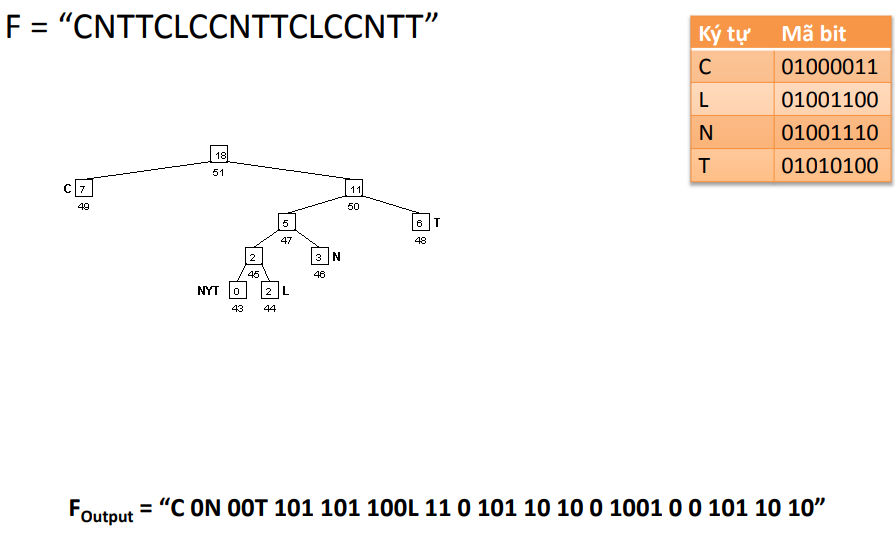 F = “CNTTCLCCNTTCLCCNTT”
Ký tự Mã bit
C 01000011
L 01001100
N 01001110
T 01010100
18
51
C 7
49
11
50
5
47
6 T
48
2
45
3 N
46
NYT 0
43
2 L
44
FOutput = “C 0N 00T 101 101 100L 11 0 101 10 10 0 1001 0 0 101 10 10”